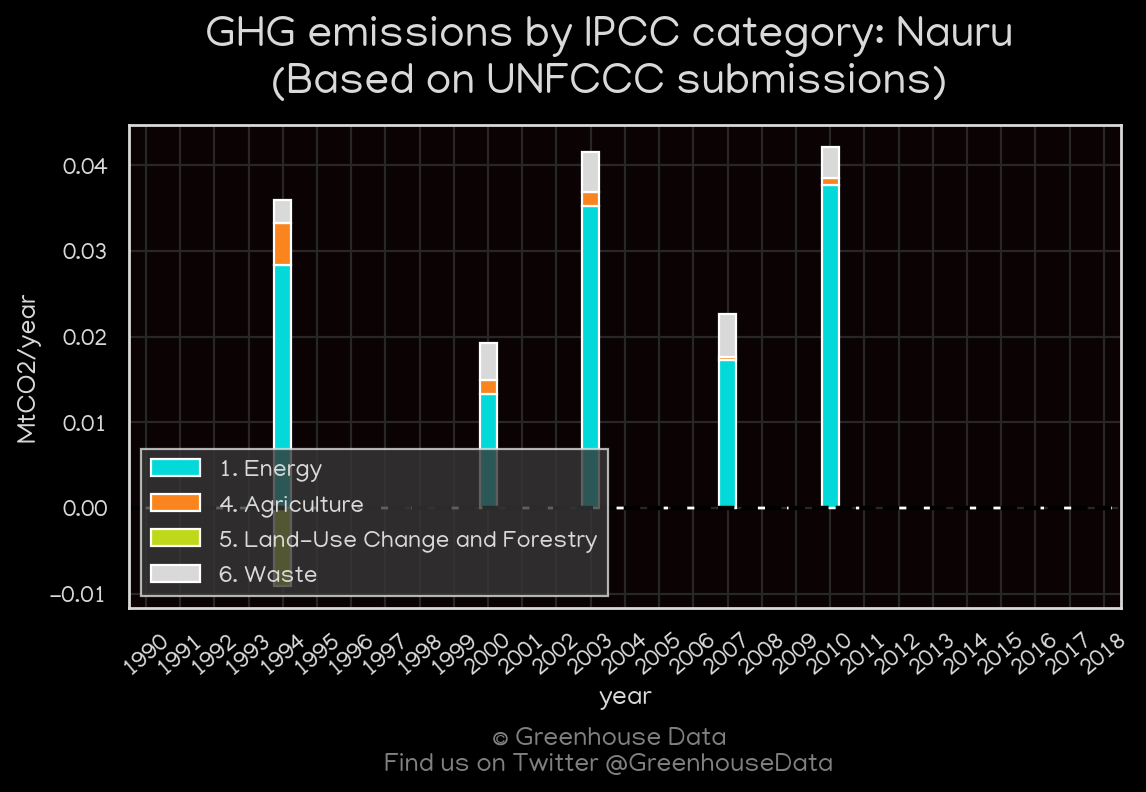 GHG emissions by IPCC category: Nauru
(Based on UNFCCC submissions)
0.04
0.03
0.02
0.01
0.00
-0.01
MtCO2/year
1. Energy
4. Agriculture
5. Land-Use Change and Forestry
6. Waste
1990 1991 1992 1993 1994 1995 1996 1997 1998 1999 2000 2001 2002 2003 2004 2005 2006 2007 2008 2009 2010 2011 2012 2013 2014 2015 2016 2017 2018
year
© Greenhouse Data
Find us on Twitter @GreenhouseData